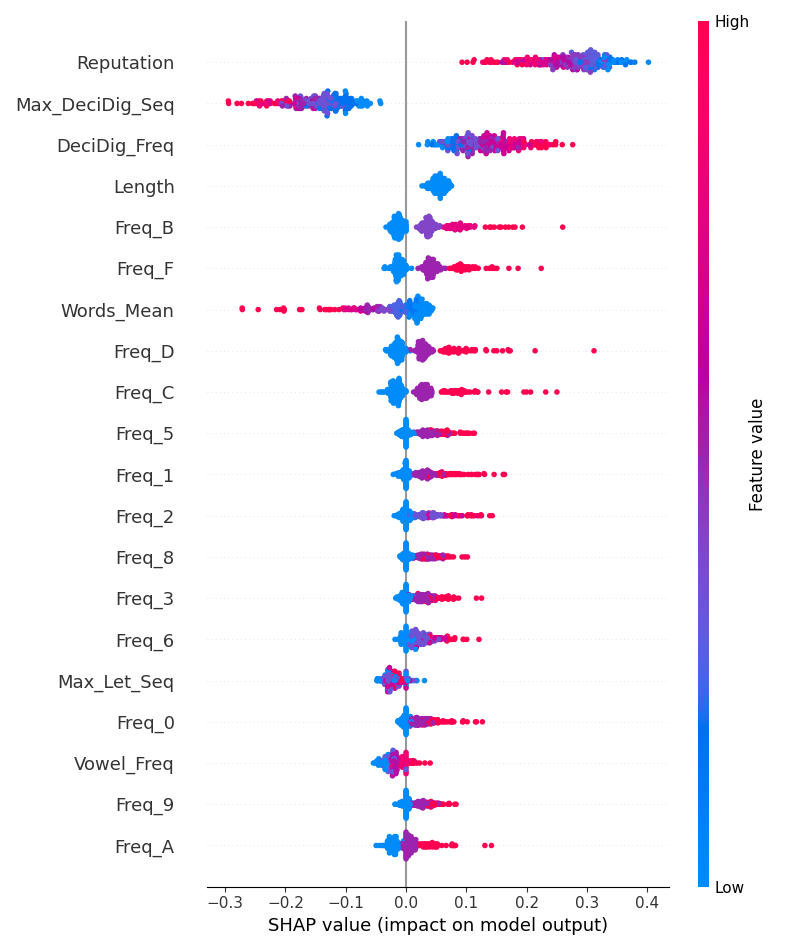 High
Reputation
Max_DeciDig_Seq
DeciDig_Freq
Length
Freq_B
Freq_F
Words_Mean
Freq_D
Freq_C
Freq_5
Freq_1
Freq_2
Freq_8
Freq_3
Freq_6
Max_Let_Seq
Freq_0
Vowel_Freq
Freq_9
Freq_A
Feature value
Low
−0.3 −0.2 −0.1 0.0 0.1 0.2 0.3 0.4
SHAP value (impact on model output)